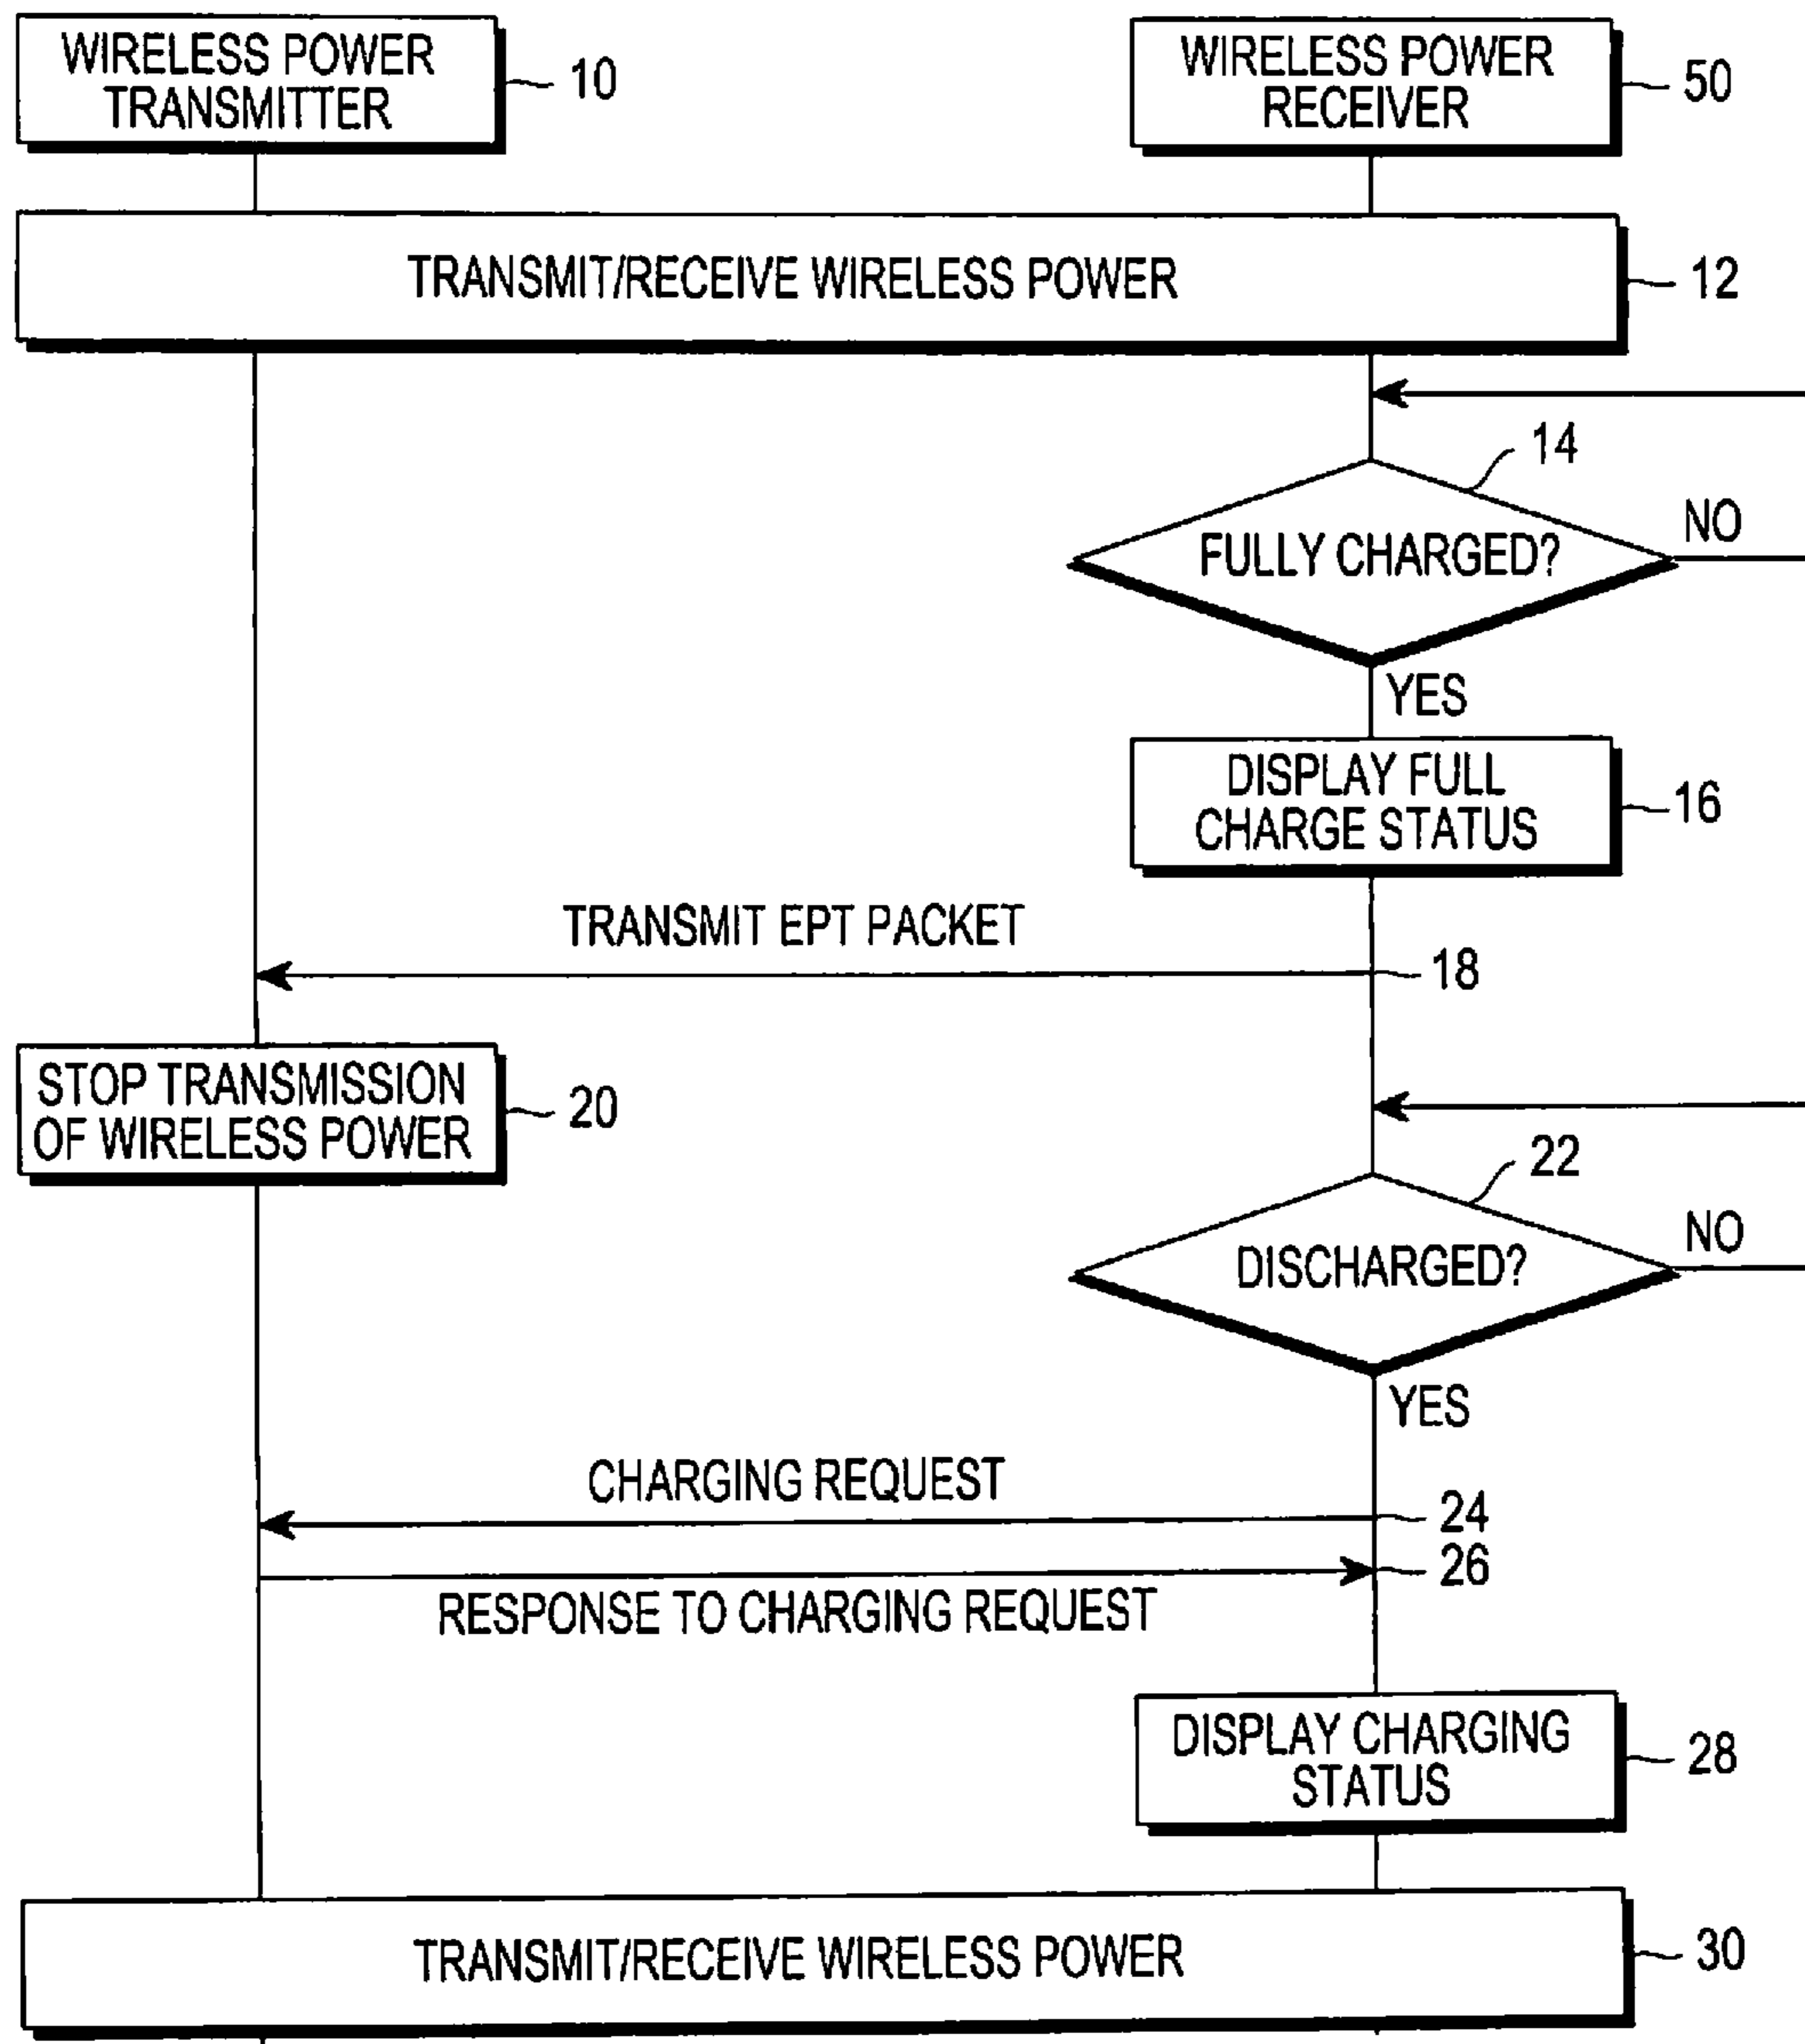 WIRELESS POWER
TRANSMITTER
10
WIRELESS POWER
RECEIVER
50
TRANSMIT/RECEIVE WIRELESS POWER
12
14
FULLY CHARGED?
NO
YES
DISPLAY FULL
CHARGE STATUS
16
TRANSMIT EPT PACKET
18
STOP TRANSMISSION
OF WIRELESS POWER
20
22
DISCHARGED?
NO
YES
CHARGING REQUEST
24
26
RESPONSE TO CHARGING REQUEST
DISPLAY CHARGING
STATUS
28
TRANSMIT/RECEIVE WIRELESS POWER
30